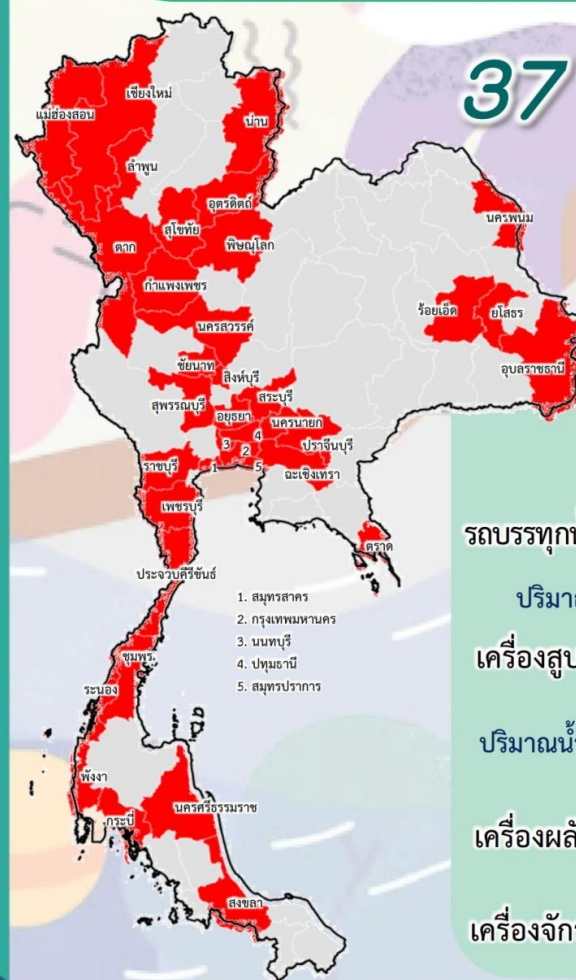 37
เชียงใหม่
แม่ฮ่องสอน
น่าน
ลำพูน
อุตรดิตถ์
สุโขทัย
ตาก
พิษณุโลก
นครพนม
กำแพงเพชร
ร้อยเอ็ด
ยโสธร
นครสวรรค์
ชัยนาท
สิงห์บุรี
อุบลราชธานี
สระบุรี
สุพรรณบุรี
อยุธยา
นครนายก
4
3
ปราจีนบุรี
2
ราชบุรี
1
5
ฉะเชิงเทรา
เพชรบุรี
ตราด
ประจวบคีรีขันธ์
1. สมุทรสาคร
2. กรุงเทพมหานคร
3. นนทบุรี
4. ปทุมธานี
5. สมุทรปราการ
ชุมพร
ระนอง
พังงา
นครศรีธรรมราช
กระบี่
สงขลา
รถบรรทุก
เครื่องสูบ
ปริมาณน้ำ
เครื่องจักร